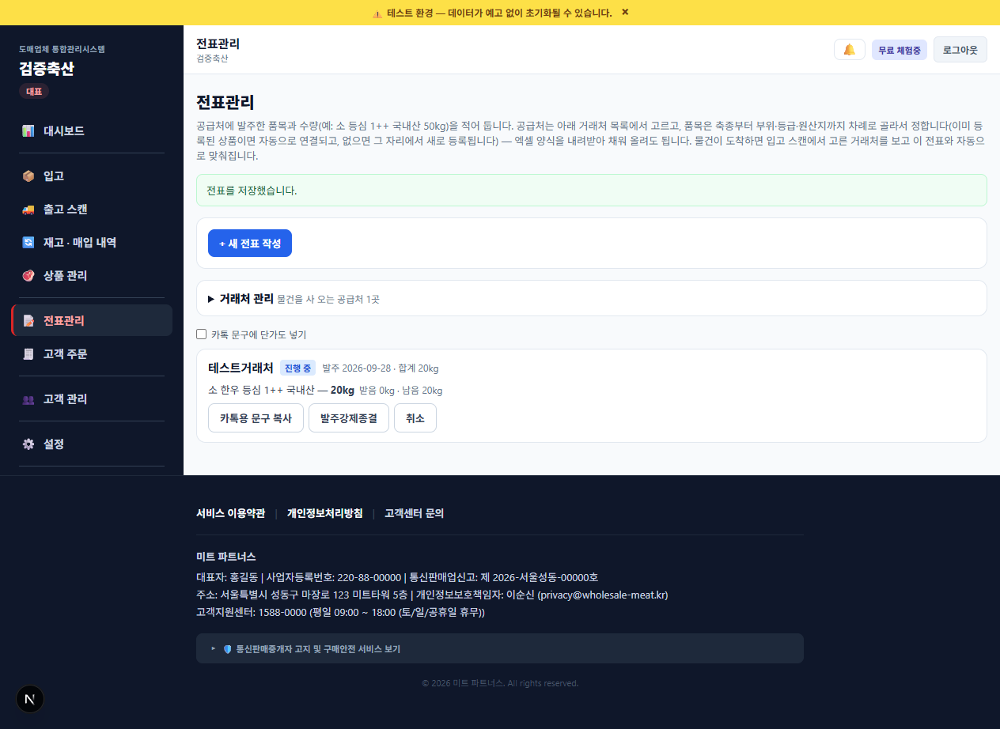 ⚠️ 테스트 환경 — 데이터가 예고 없이 초기화될 수 있습니다. ✕
도매업체 통합관리시스템
검증축산
대표
대시보드
입고
출고 스캔
재고 · 매입 내역
상품 관리
전표관리
고객 주문
고객 관리
설정
전표관리
검증축산
무료 체험중
로그아웃
전표관리
공급처에 발주한 품목과 수량(예: 소 등심 1++ 국내산 50kg)을 적어 둡니다. 공급처는 아래 거래처 목록에서 고르고, 품목은 축종부터 부위·등급·원산지까지 차례로 골라서 정합니다(이미 등
록된 상품이면 자동으로 연결되고, 없으면 그 자리에서 새로 등록됩니다) — 엑셀 양식을 내려받아 채워 올려도 됩니다. 물건이 도착하면 입고 스캔에서 고른 거래처를 보고 이 전표와 자동으
로 맞춰집니다.
전표를 저장했습니다.
+ 새 전표 작성
▶ 거래처 관리 물건을 사 오는 공급처 1곳
카톡 문구에 단가도 넣기
테스트거래처 진행 중 발주 2026-09-28 · 합계 20kg
소 한우 등심 1++ 국내산 — 20kg 받음 0kg · 남음 20kg
카톡용 문구 복사 발주강제종결 취소
서비스 이용약관 | 개인정보처리방침 | 고객센터 문의
미트 파트너스
대표자: 홍길동 | 사업자등록번호: 220-88-00000 | 통신판매업신고: 제 2026-서울성동-00000호
주소: 서울특별시 성동구 마장로 123 미트타워 5층 | 개인정보보호책임자: 이순신 (privacy@wholesale-meat.kr)
고객지원센터: 1588-0000 (평일 09:00 ~ 18:00 (토/일/공휴일 휴무))
▸ 통신판매중개자 고지 및 구매안전 서비스 보기
© 2026 미트 파트너스. All rights reserved.
N